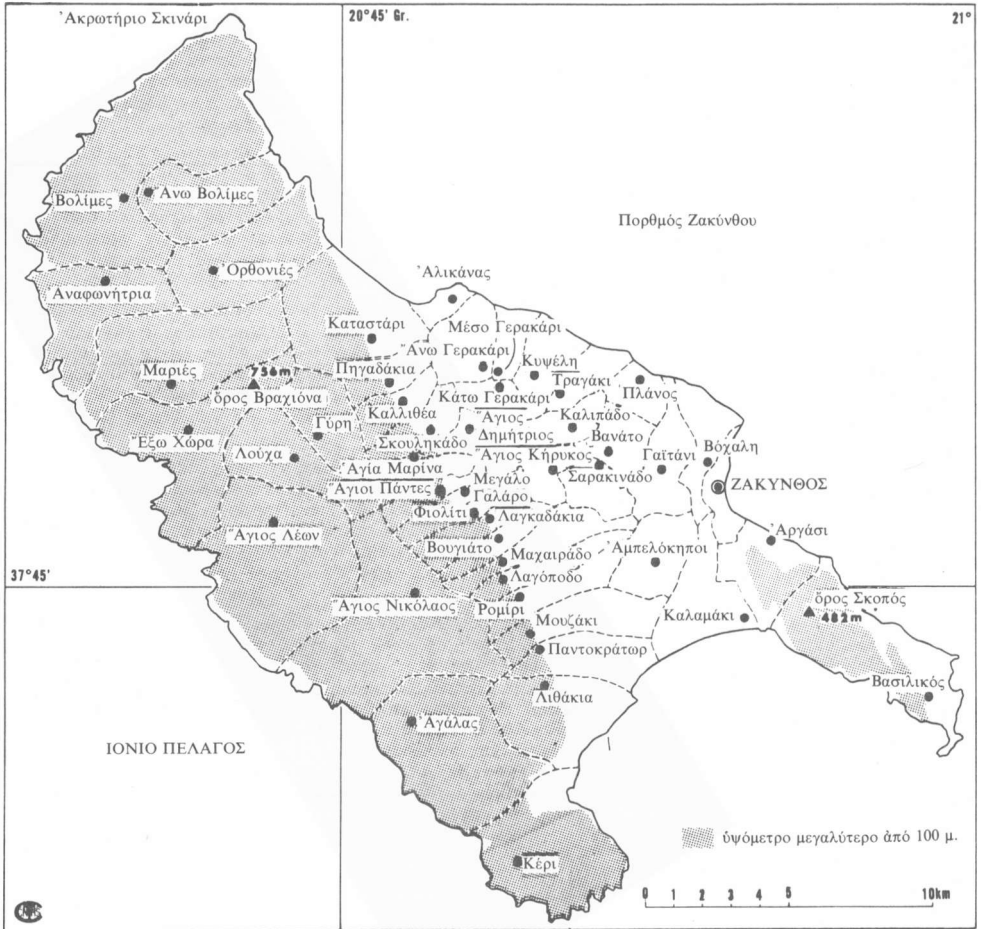 Ἀκρωτήριο Σκινάρι
20°45' Gr.
21°
Βολίμες
Ἄνω Βολίμες
Πορθμός Ζακύνθου
Ὀρθονιές
Ἀναφωνήτρια
Ἀλικάνας
Καταστάρι
Μέσο Γερακάρι
Ἄνω Γερακάρι
Κυψέλη
Μαριές
756m
ὄρος Βραχιόνα
Πηγαδάκια
Κάτω Γερακάρι
Τραγάκι
Πλάνος
Καλλιθέα
Ἔξω Χώρα
Γύρη
Σκουληκάδο
Ἅγιος
Δημήτριος
Καλιπάδο
Βανάτο
Λούχα
Ἁγία Μαρίνα
Ἅγιος Κήρυκος
Σαρακινάδο
Γαϊτάνι
Βόχαλη
Ἅγιοι Πάντες
Μεγάλο
Γαλάρο
ΖΑΚΥΝΘΟΣ
Φιολίτι
Λαγκαδάκια
Ἅγιος Λέων
Βουγιάτο
Μαχαιράδο
Ἀμπελόκηποι
Ἀργάσι
37°45'
Λαγόποδο
Ἅγιος Νικόλαος
Ρομίρι
ὄρος Σκοπός
482m
Μουζάκι
Καλαμάκι
Παντοκράτωρ
Λιθάκια
Βασιλικός
Ἀγάλας
ΙΟΝΙΟ ΠΕΛΑΓΟΣ
ὑψόμετρο μεγαλύτερο ἀπό 100 μ.
Κέρι
0 1 2 3 4 5 10km